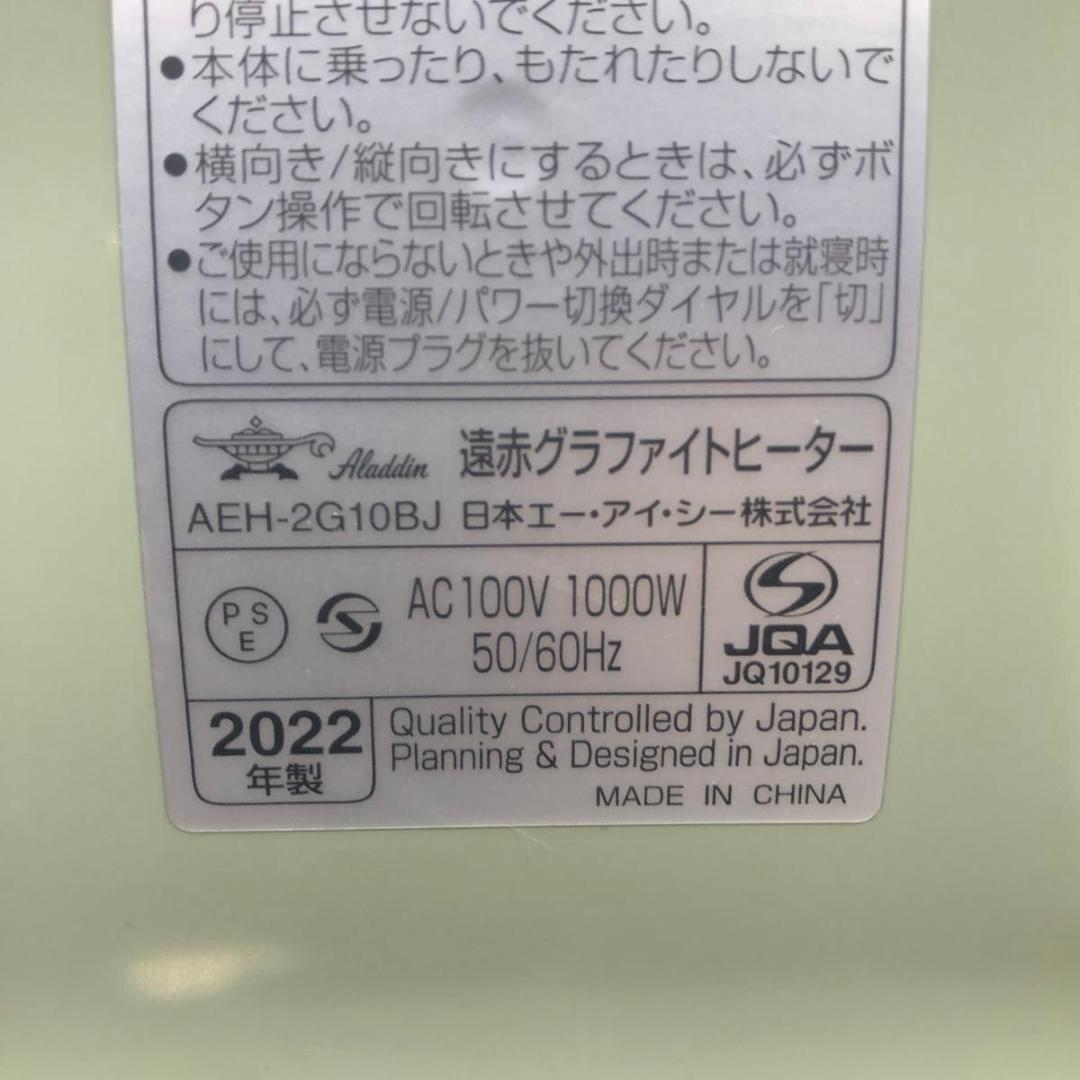 り停止させないでください。
●本体に乗ったり、もたれたりしないで
ください。
●横向き/縦向きにするときは、必ずボ
タン操作で回転させてください。
●ご使用にならないときや外出時または就寝時
には、必ず電源/パワー切換ダイヤルを「切」
にして、電源プラグを抜いてください。
Aladdin 遠赤グラファイトヒーター
AEH-2G10BJ 日本エー・アイ・シー株式会社
PS
E
AC100V 1000W
50/60Hz
JQA
JQ10129
2022
年製
Quality Controlled by Japan.
Planning & Designed in Japan.
MADE IN CHINA